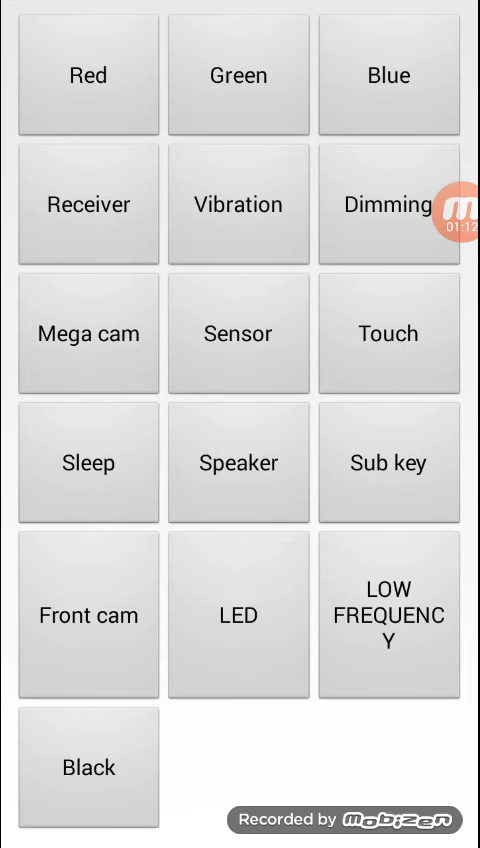 Red
Green
Blue
Receiver
Vibration
Dimming
01:12
Mega cam
Sensor
Touch
Sleep
Speaker
Sub key
Front cam
LED
LOW
FREQUENC
Y
Black
Recorded by Mobizen